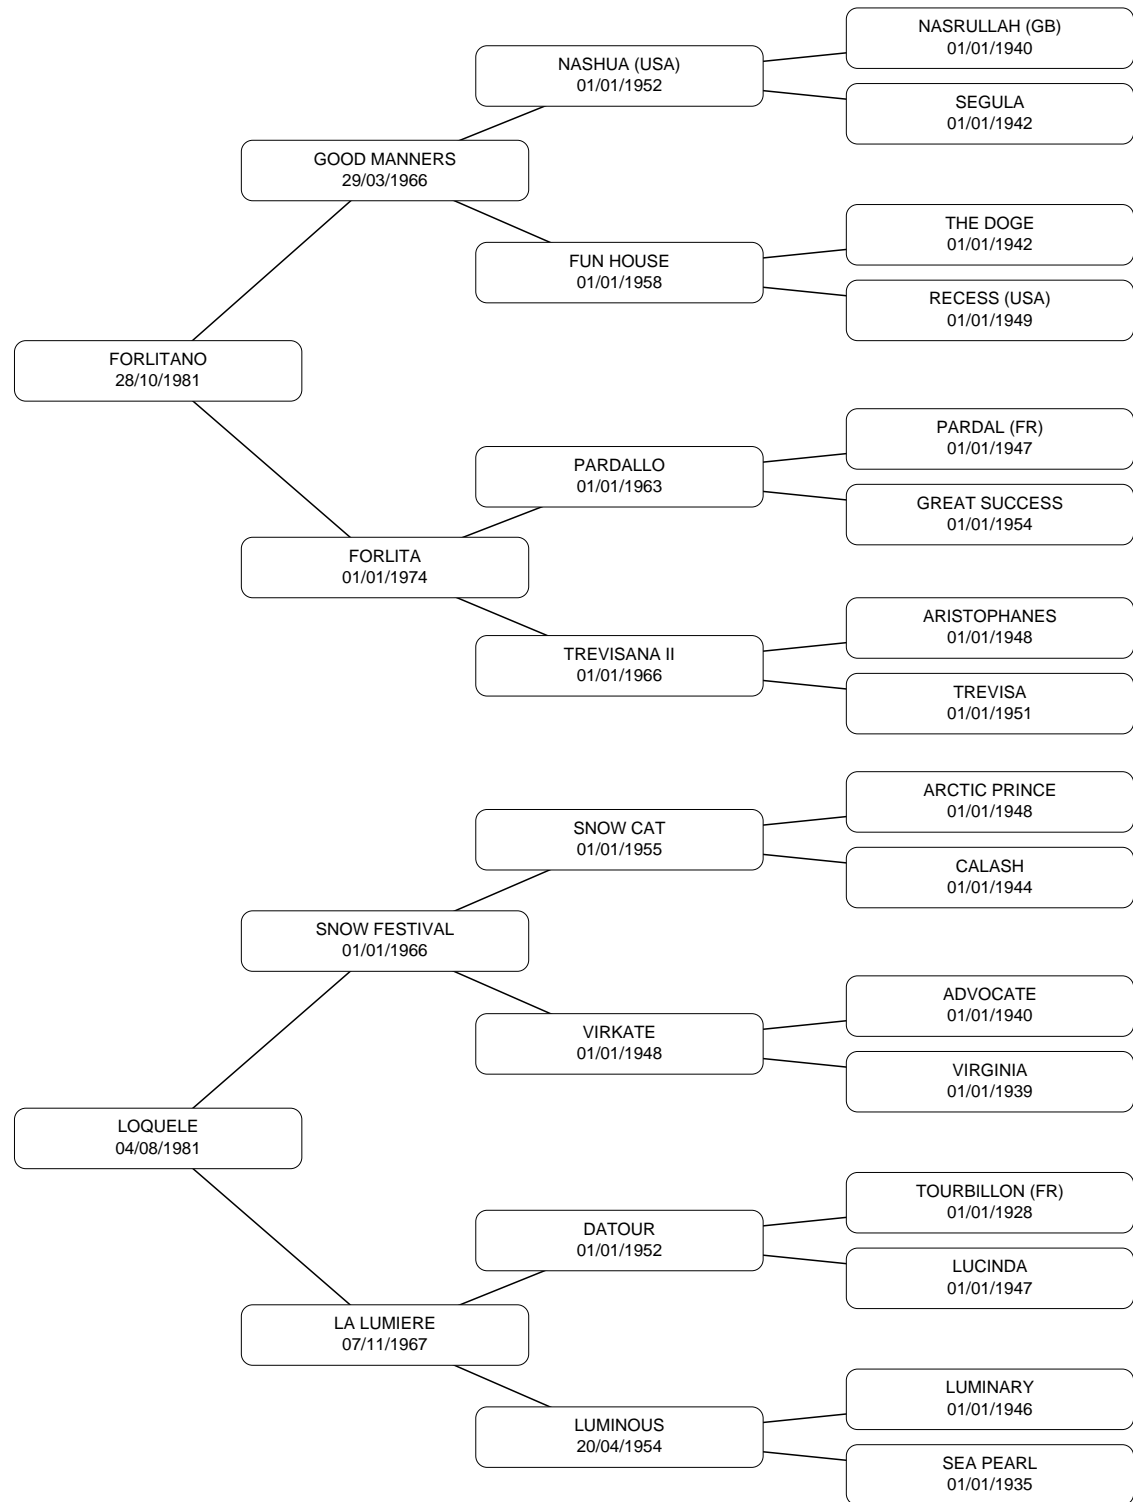 NASRULLAH (GB)
01/01/1940
NASHUA (USA)
01/01/1952
SEGULA
01/01/1942
GOOD MANNERS
29/03/1966
THE DOGE
01/01/1942
FUN HOUSE
01/01/1958
RECESS (USA)
01/01/1949
FORLITANO
28/10/1981
PARDAL (FR)
01/01/1947
PARDALLO
01/01/1963
GREAT SUCCESS
01/01/1954
FORLITA
01/01/1974
ARISTOPHANES
01/01/1948
TREVISANA II
01/01/1966
TREVISA
01/01/1951
ARCTIC PRINCE
01/01/1948
SNOW CAT
01/01/1955
CALASH
01/01/1944
SNOW FESTIVAL
01/01/1966
ADVOCATE
01/01/1940
VIRKATE
01/01/1948
VIRGINIA
01/01/1939
LOQUELE
04/08/1981
TOURBILLON (FR)
01/01/1928
DATOUR
01/01/1952
LUCINDA
01/01/1947
LA LUMIERE
07/11/1967
LUMINARY
01/01/1946
LUMINOUS
20/04/1954
SEA PEARL
01/01/1935